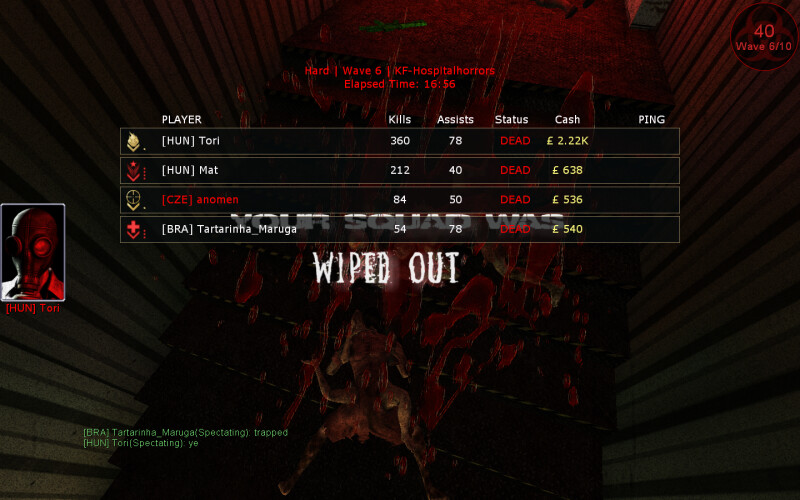 40
Wave 6/10
Hard | Wave 6 | KF-Hospitalhorrors
Elapsed Time: 16:56
PLAYER Kills Assists Status Cash PING
[HUN] Tori 360 78 DEAD £ 2.22K
[HUN] Mat 212 40 DEAD £ 638
[CZE] anomen 84 50 DEAD £ 536
YOUR SQUAD WAS
[BRA] Tartarinha_Maruga 54 78 DEAD £ 540
WIPED OUT
[HUN] Tori
[BRA] Tartarinha_Maruga(Spectating): trapped
[HUN] Tori(Spectating): ye